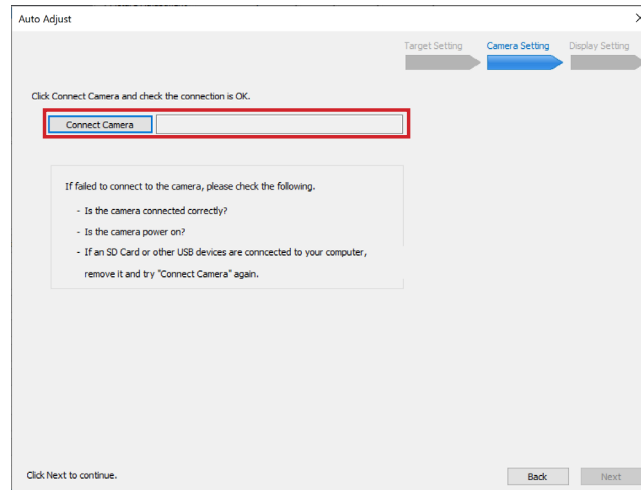 Auto Adjust
Target Setting Camera Setting Display Setting
Click Connect Camera and check the connection is OK.
Connect Camera
If failed to connect to the camera, please check the following.
- Is the camera connected correctly?
- Is the camera power on?
- If an SD Card or other USB devices are conncected to your computer,
remove it and try "Connect Camera" again.
Click Next to continue.
Back Next